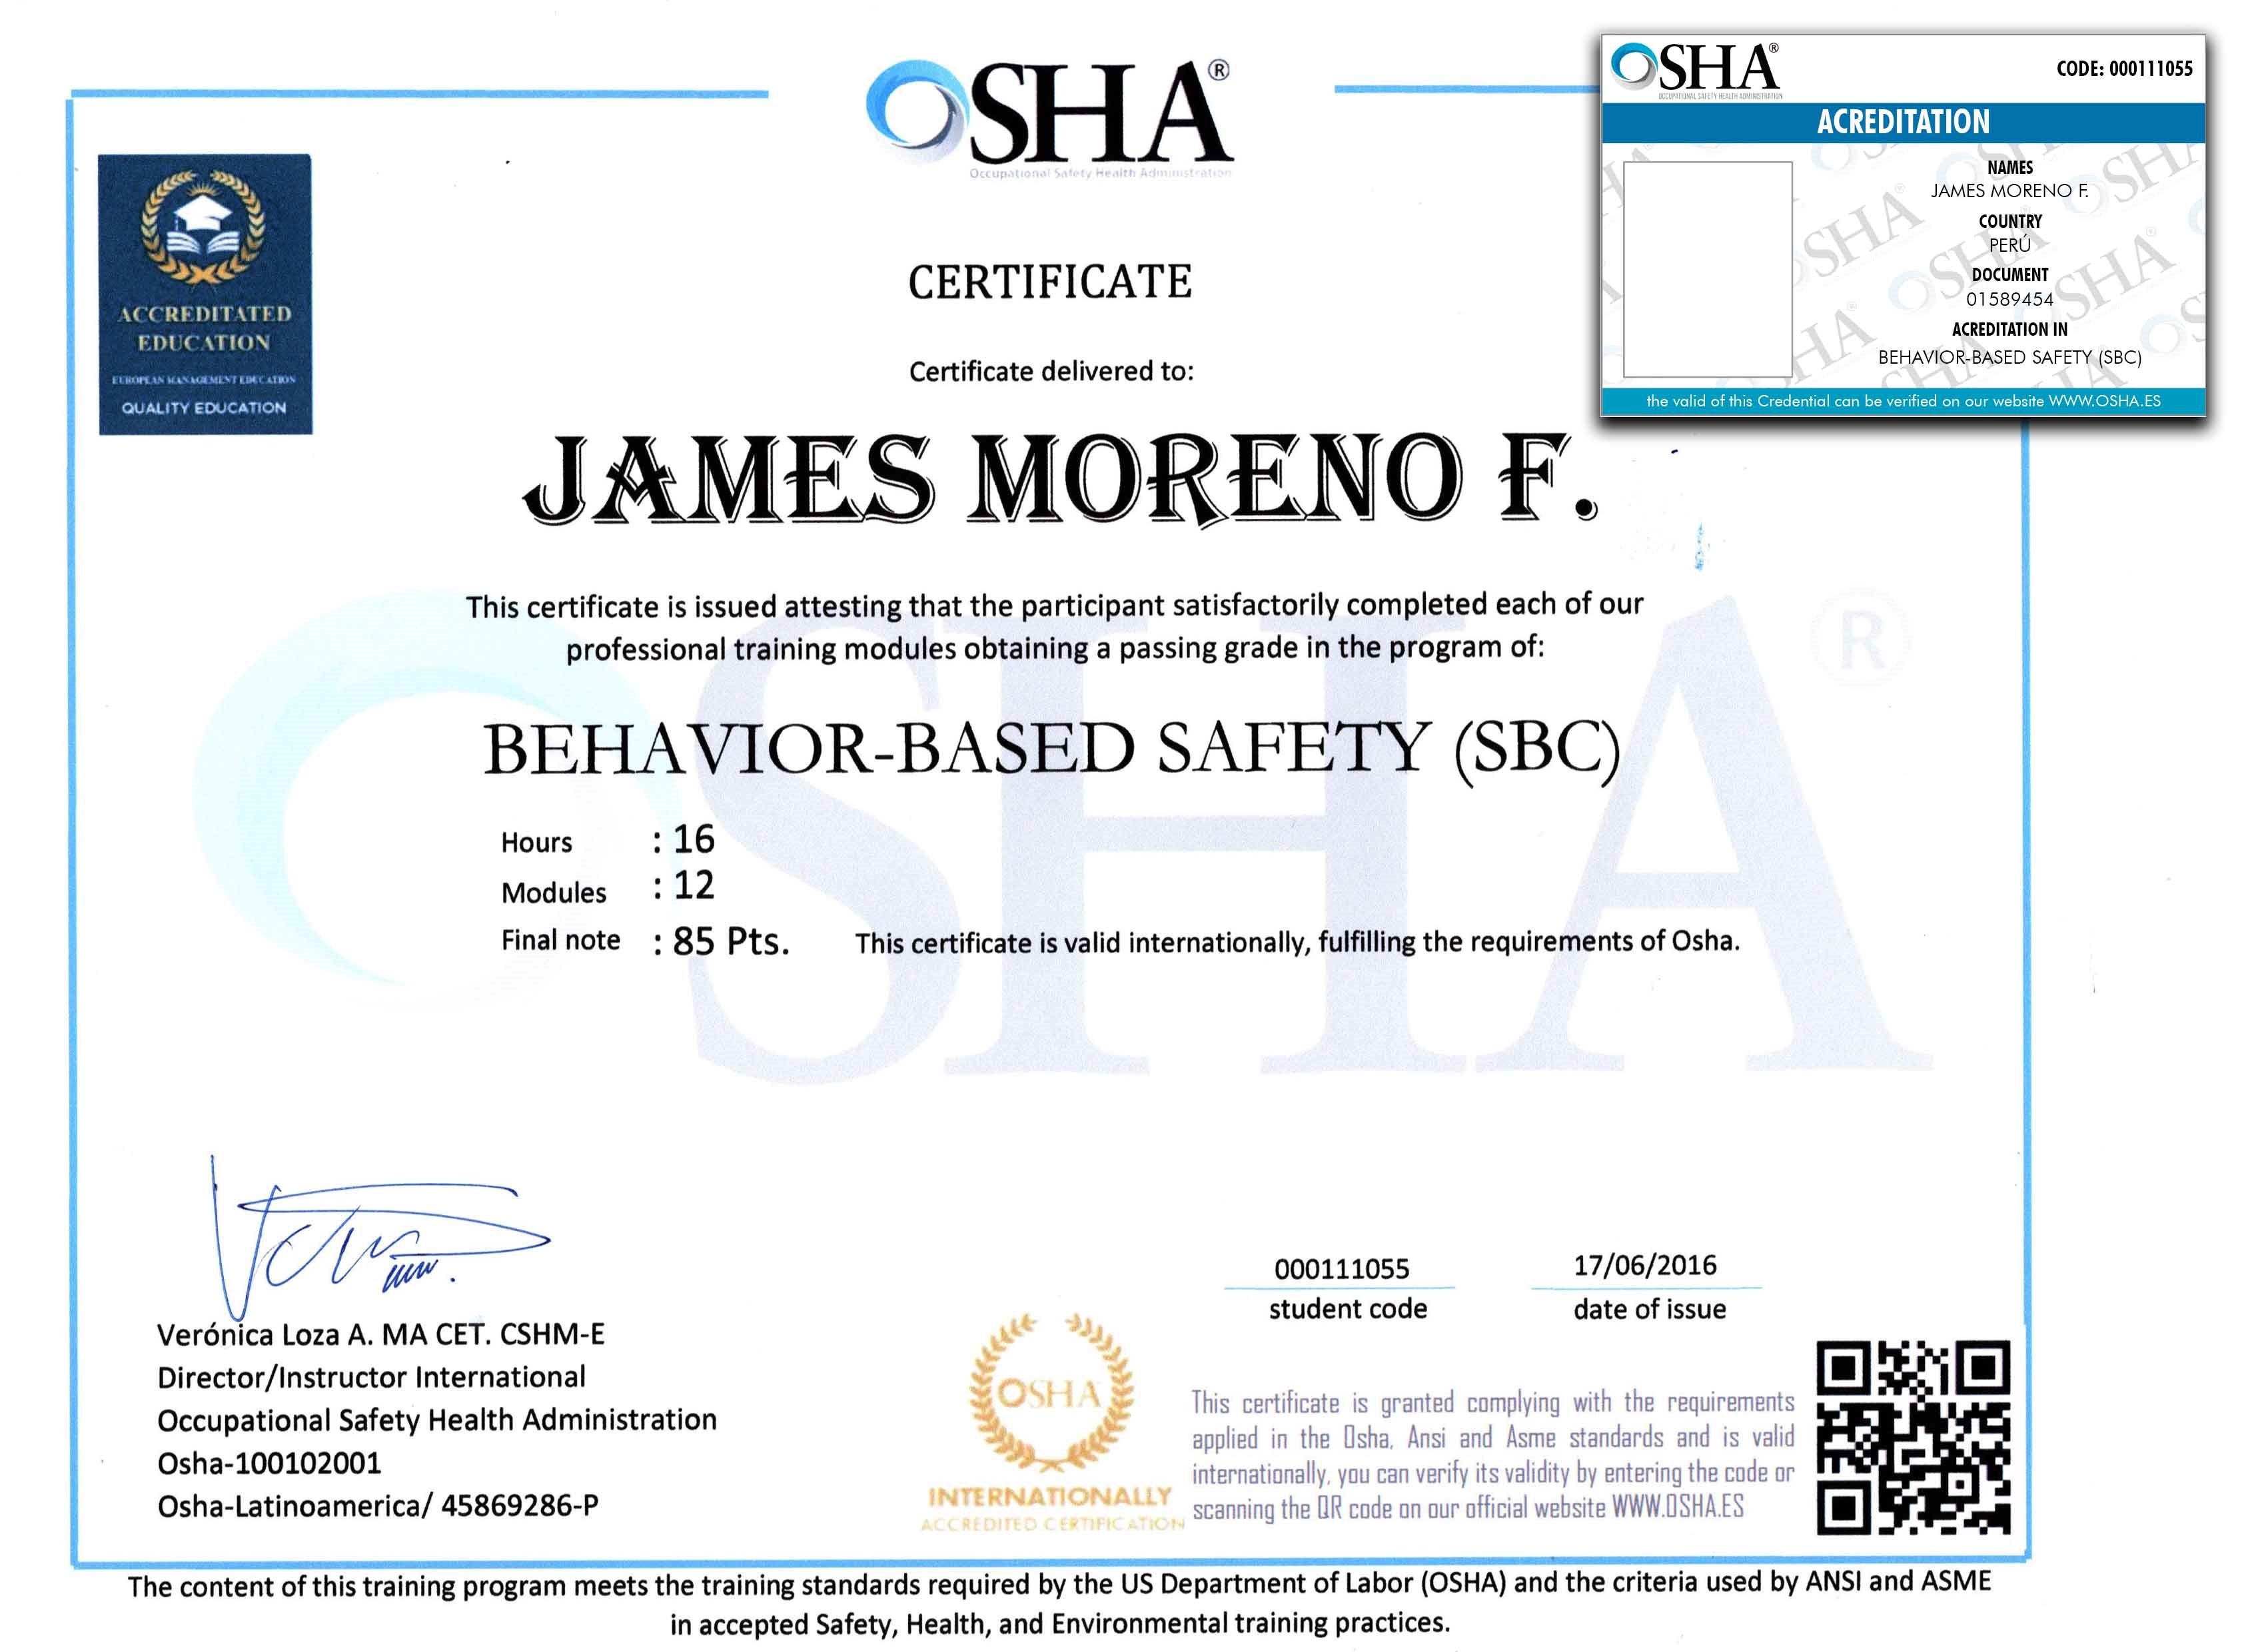 OSHA®
Occupational Safety Health Administration
OSHA®
OCCUPATIONAL SAFETY HEALTH ADMINISTRATION
CODE: 000111055
ACREDITATION
NAMES
JAMES MORENO F.
COUNTRY
PERÚ
DOCUMENT
01589454
ACREDITATION IN
BEHAVIOR-BASED SAFETY (SBC)
the valid of this Credential can be verified on our website WWW.OSHA.ES
ACCREDITATED
EDUCATION
EUROPEAN MANAGEMENT EDUCATION
QUALITY EDUCATION
CERTIFICATE
Certificate delivered to:
JAMES MORENO F.
This certificate is issued attesting that the participant satisfactorily completed each of our
professional training modules obtaining a passing grade in the program of:
BEHAVIOR-BASED SAFETY (SBC)
Hours : 16
Modules : 12
Final note : 85 Pts. This certificate is valid internationally, fulfilling the requirements of Osha.
OSHA®
Verónica Loza A. MA CET. CSHM-E
Director/Instructor International
Occupational Safety Health Administration
Osha-100102001
Osha-Latinoamerica/ 45869286-P
000111055
student code
17/06/2016
date of issue
OSHA
INTERNATIONALLY
ACCREDITED CERTIFICATION
This certificate is granted complying with the requirements
applied in the Osha, Ansi and Asme standards and is valid
internationally, you can verify its validity by entering the code or
scanning the QR code on our official website WWW.OSHA.ES
The content of this training program meets the training standards required by the US Department of Labor (OSHA) and the criteria used by ANSI and ASME
in accepted Safety, Health, and Environmental training practices.